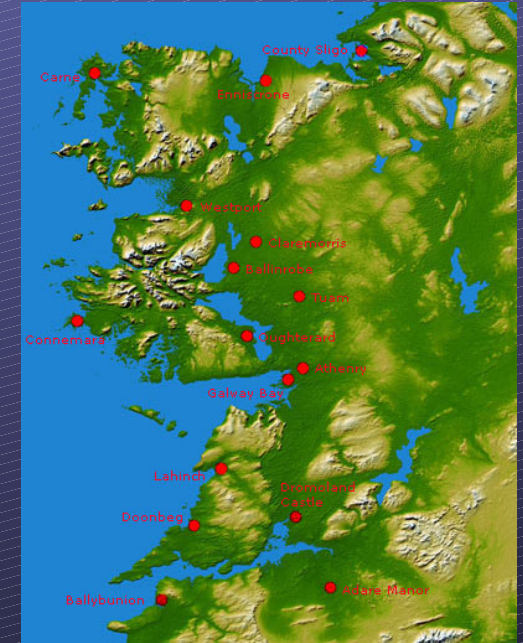 County Sligh
Carna
Enniscrone
Westport
Claremorris
Ballinrobe
Tuam
Connemara
Oughterard
Athenry
Galway Bay
Lahinch
Dromoland
Castle
Doonbeg
Adare Manor
Ballybunion